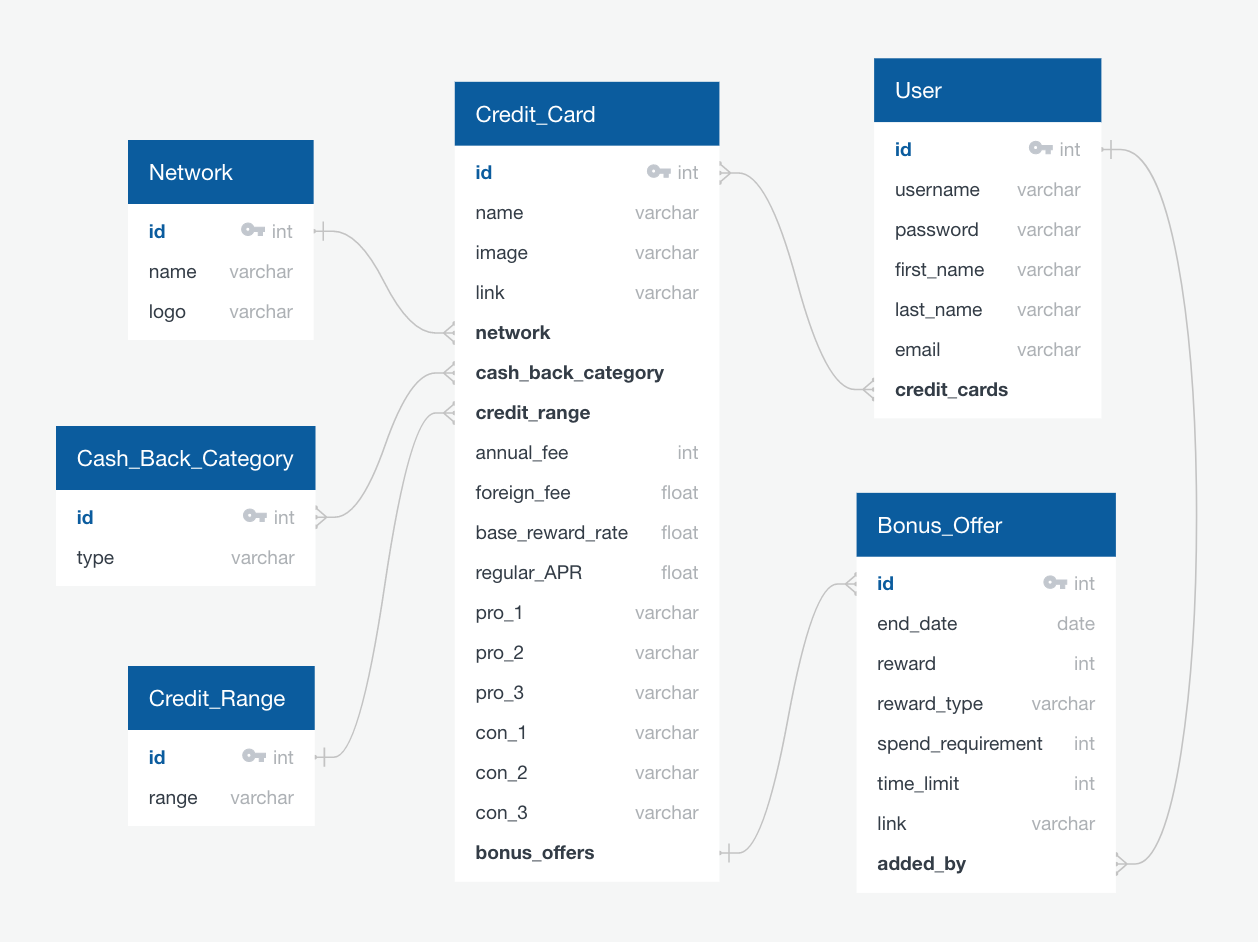 Network
id int
name varchar
logo varchar
Cash_Back_Category
id int
type varchar
Credit_Range
id int
range varchar
Credit_Card
id int
name varchar
image varchar
link varchar
network
cash_back_category
credit_range
annual_fee int
foreign_fee float
base_reward_rate float
regular_APR float
pro_1 varchar
pro_2 varchar
pro_3 varchar
con_1 varchar
con_2 varchar
con_3 varchar
bonus_offers
User
id int
username varchar
password varchar
first_name varchar
last_name varchar
email varchar
credit_cards
Bonus_Offer
id int
end_date date
reward int
reward_type varchar
spend_requirement int
time_limit int
link varchar
added_by